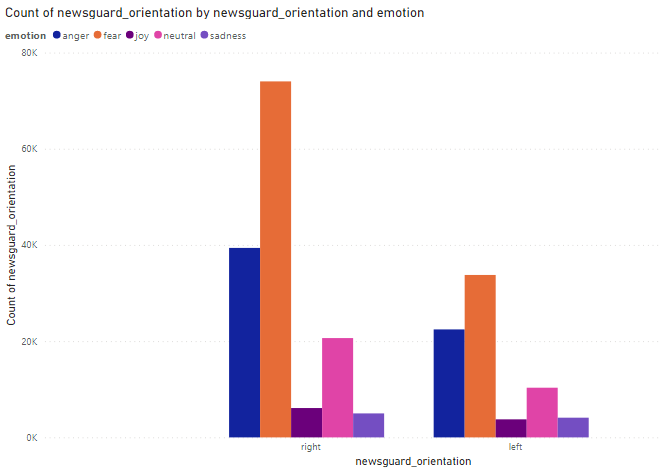 Count of newsguard_orientation by newsguard_orientation and emotion
emotion anger fear joy neutral sadness
80K
60K
40K
20K
0K
Count of newsguard_orientation
right left
newsguard_orientation